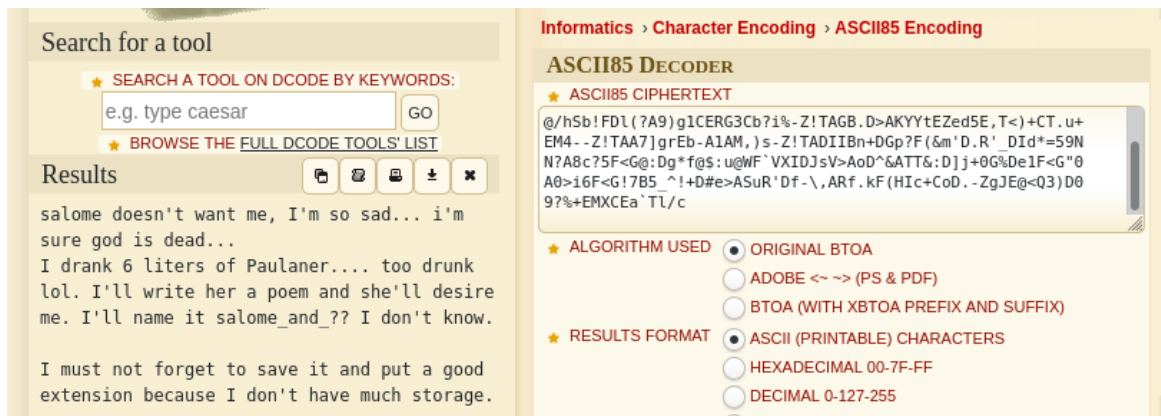 Search for a tool
SEARCH A TOOL ON DCODE BY KEYWORDS:
e.g. type caesar
GO
BROWSE THE FULL DCODE TOOLS' LIST
Results
salome doesn't want me, I'm so sad... i'm
sure god is dead...
I drank 6 liters of Paulaner.... too drunk
lol. I'll write her a poem and she'll desire
me. I'll name it salome_and_?? I don't know.
I must not forget to save it and put a good
extension because I don't have much storage.
Informatics › Character Encoding › ASCII85 Encoding
ASCII85 DECODER
ASCII85 CIPHERTEXT
@/hSb!FDl(?A9)g1CERG3Cb?i%-Z!TAGB.D>AKYYtEZed5E,T<)+CT.u+
EM4--Z!TAA7]grEb-A1AM,)s-Z!TADIIBn+DGp?F(&m'D.R'_DId*=59N
N?A8c?5F<G@:Dg*f@$:u@WF`VXIDJsV>AoD^&ATT&:D]j+0G%De1F<G"0
A0>i6F<G!7B5_^!+D#e>ASuR'Df-\,ARf.kF(HIc+CoD.-ZgJE@<Q3)D0
9?%+EMXCEa`Tl/c
ALGORITHM USED
ORIGINAL BTOA
ADOBE <~ ~> (PS & PDF)
BTOA (WITH XBTOA PREFIX AND SUFFIX)
RESULTS FORMAT
ASCII (PRINTABLE) CHARACTERS
HEXADECIMAL 00-7F-FF
DECIMAL 0-127-255